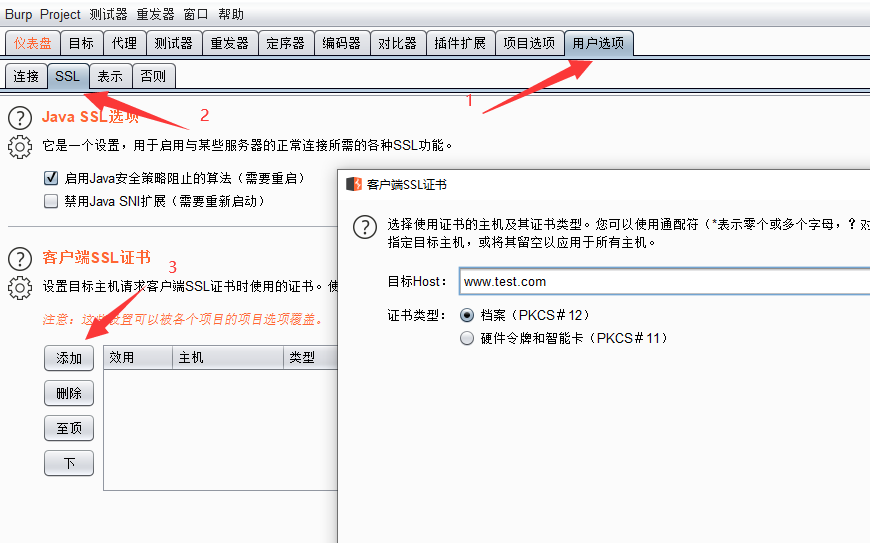 Burp Project 测试器 重发器 窗口 帮助
仪表盘 目标 代理 测试器 重发器 定序器 编码器 对比器 插件扩展 项目选项 用户选项
连接 SSL 表示 否则
1
2
Java SSL选项
它是一个设置，用于启用与某些服务器的正常连接所需的各种SSL功能。
启用Java安全策略阻止的算法（需要重启）
禁用Java SNI扩展（需要重新启动）
客户端SSL证书
3
设置目标主机请求客户端SSL证书时使用的证书。使
注意：这些设置可以被各个项目的项目选项覆盖。
添加 效用 主机 类型
删除
至顶
下
客户端SSL证书
选择使用证书的主机及其证书类型。您可以使用通配符（*表示零个或多个字母，？对
指定目标主机，或将其留空以应用于所有主机。
目标Host： www.test.com
证书类型： 档案（PKCS＃12）
硬件令牌和智能卡（PKCS＃11）